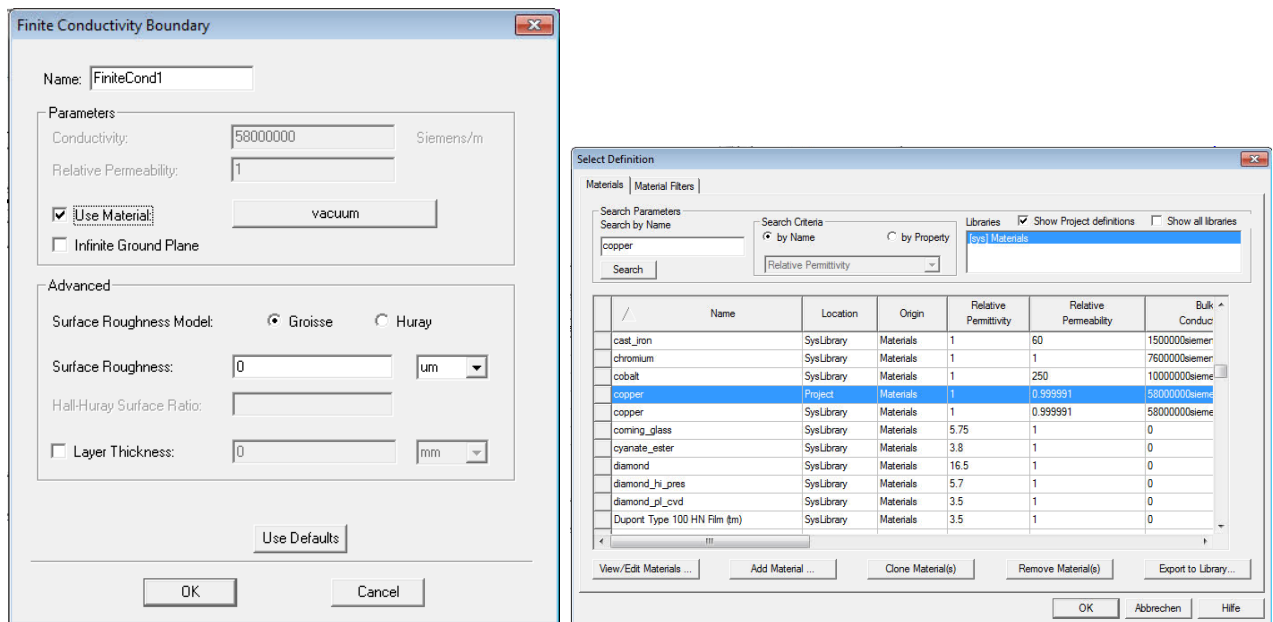 Finite Conductivity Boundary
Name: FiniteCond1
Parameters
Conductivity: 58000000 Siemens/m
Relative Permeability: 1
Use Material: vacuum
Infinite Ground Plane
Advanced
Surface Roughness Model: Groisse Huray
Surface Roughness: 0 um
Hall-Huray Surface Ratio:
Layer Thickness: 0 mm
Use Defaults
OK Cancel
Select Definition
Materials Material Filters
Search Parameters
Search by Name
copper
Search
Search Criteria
by Name by Property
Relative Permittivity
Libraries Show Project definitions Show all libraries
[sys] Materials
Name Location Origin Relative Permittivity Relative Permeability Bulk Conduc
cast_iron SysLibrary Materials 1 60 1500000siemen
chromium SysLibrary Materials 1 1 7600000siemen
cobalt SysLibrary Materials 1 250 10000000sieme
copper Project Materials 1 0.999991 58000000sieme
copper SysLibrary Materials 1 0.999991 58000000sieme
corning_glass SysLibrary Materials 5.75 1 0
cyanate_ester SysLibrary Materials 3.8 1 0
diamond SysLibrary Materials 16.5 1 0
diamond_hi_pres SysLibrary Materials 5.7 1 0
diamond_pl_cvd SysLibrary Materials 3.5 1 0
Dupont Type 100 HN Film (tm) SysLibrary Materials 3.5 1 0
View/Edit Materials ... Add Material ... Clone Material(s) Remove Material(s) Export to Library...
OK Abbrechen Hilfe